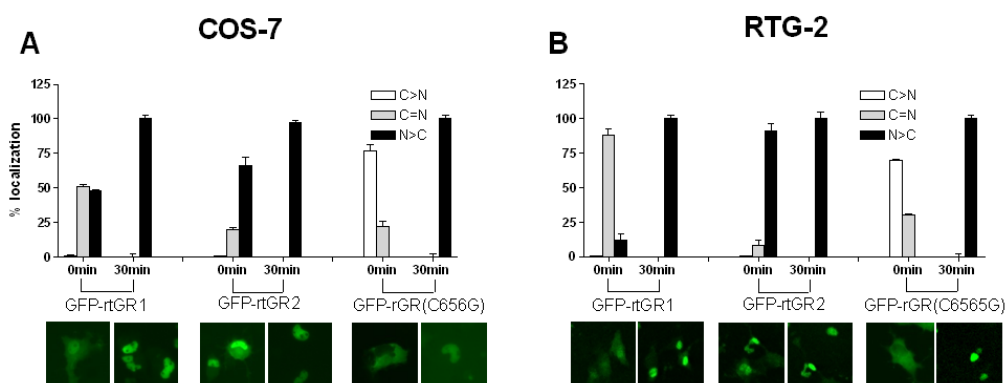 COS-7
RTG-2
A
B
125
100
75
50
25
0
% localization
C>N
C=N
N>C
0min
30min
0min
30min
0min
30min
GFP-rtGR1
GFP-rtGR2
GFP-rGR(C656G)
125
100
75
50
25
0
C>N
C=N
N>C
0min
30min
0min
30min
0min
30min
GFP-rtGR1
GFP-rtGR2
GFP-rGR(C6565G)